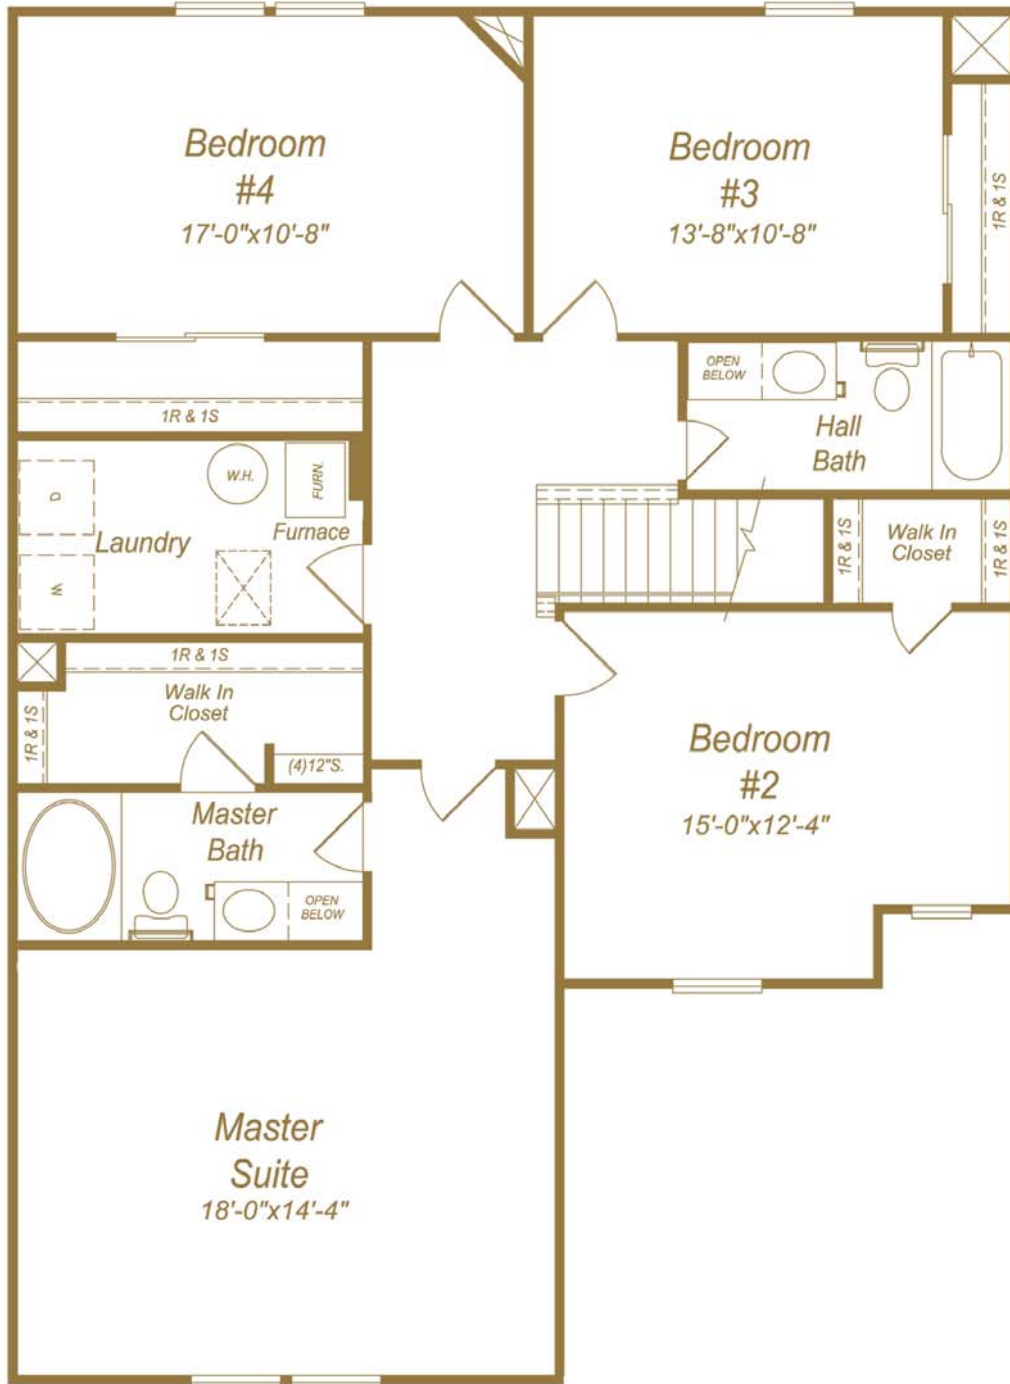 Bedroom
#4
17'-0"x10'-8"
Bedroom
#3
13'-8"x10'-8"
1R & 1S
OPEN
BELOW
Hall
Bath
1R & 1S
W.H.
FURN.
Furnace
D
W
Laundry
1R & 1S
Walk In
Closet
1R & 1S
1R & 1S
Walk In
Closet
1R & 1S
(4)12"S.
Bedroom
#2
15'-0"x12'-4"
Master
Bath
OPEN
BELOW
Master
Suite
18'-0"x14'-4"